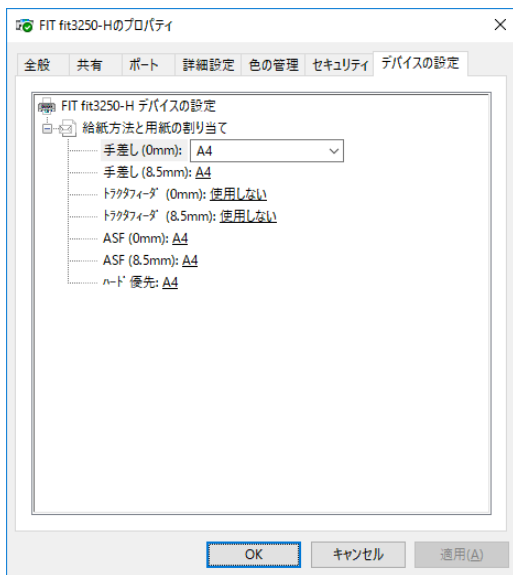 FIT fit3250-Hのプロパティ
全般 共有 ポート 詳細設定 色の管理 セキュリティ デバイスの設定
FIT fit3250-H デバイスの設定
給紙方法と用紙の割り当て
手差し (0mm): A4
手差し (8.5mm): A4
ﾄﾗｸﾀﾌｨｰﾀﾞ (0mm): 使用しない
ﾄﾗｸﾀﾌｨｰﾀﾞ (8.5mm): 使用しない
ASF (0mm): A4
ASF (8.5mm): A4
ﾊｰﾄﾞ優先: A4
OK キャンセル 適用(A)